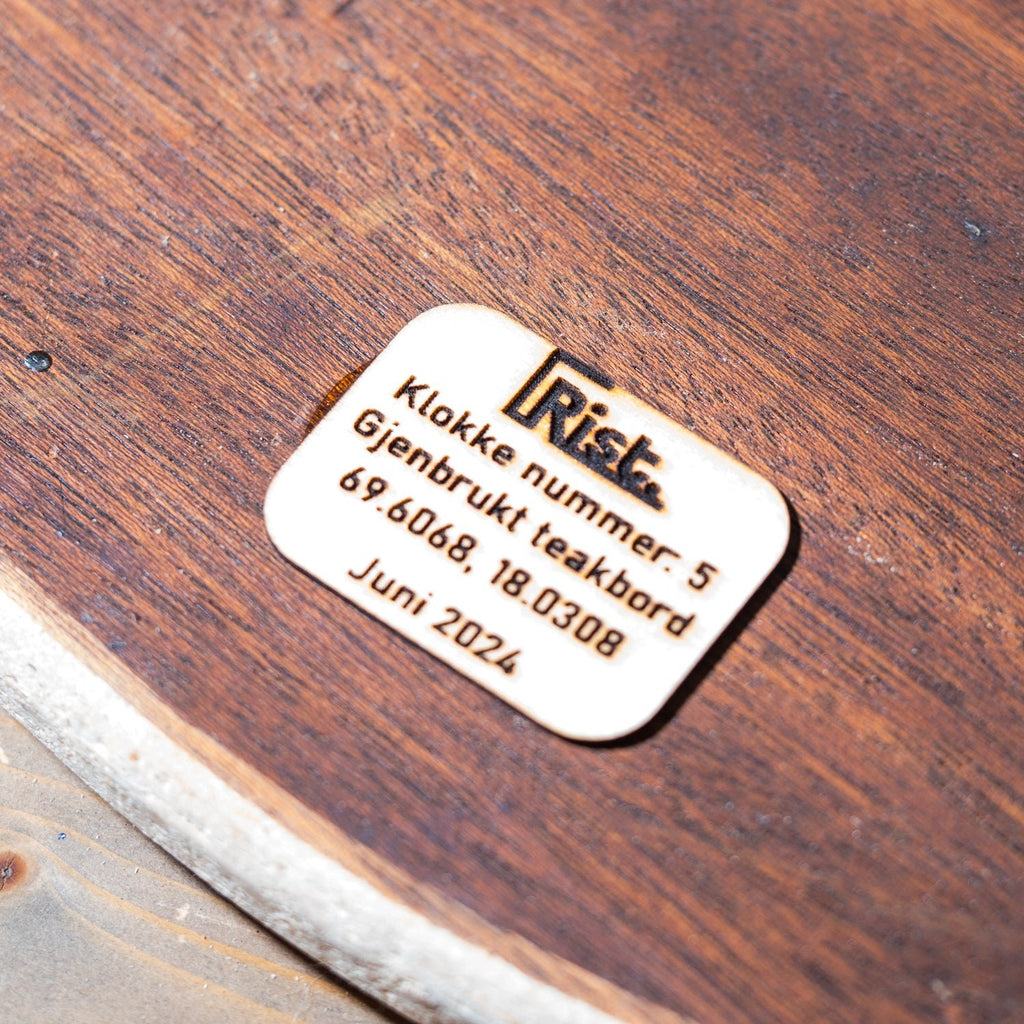 Rist.
Klokke nummer: 5
Gjenbrukt teakbord
69.6068, 18.0308
Juni 2024